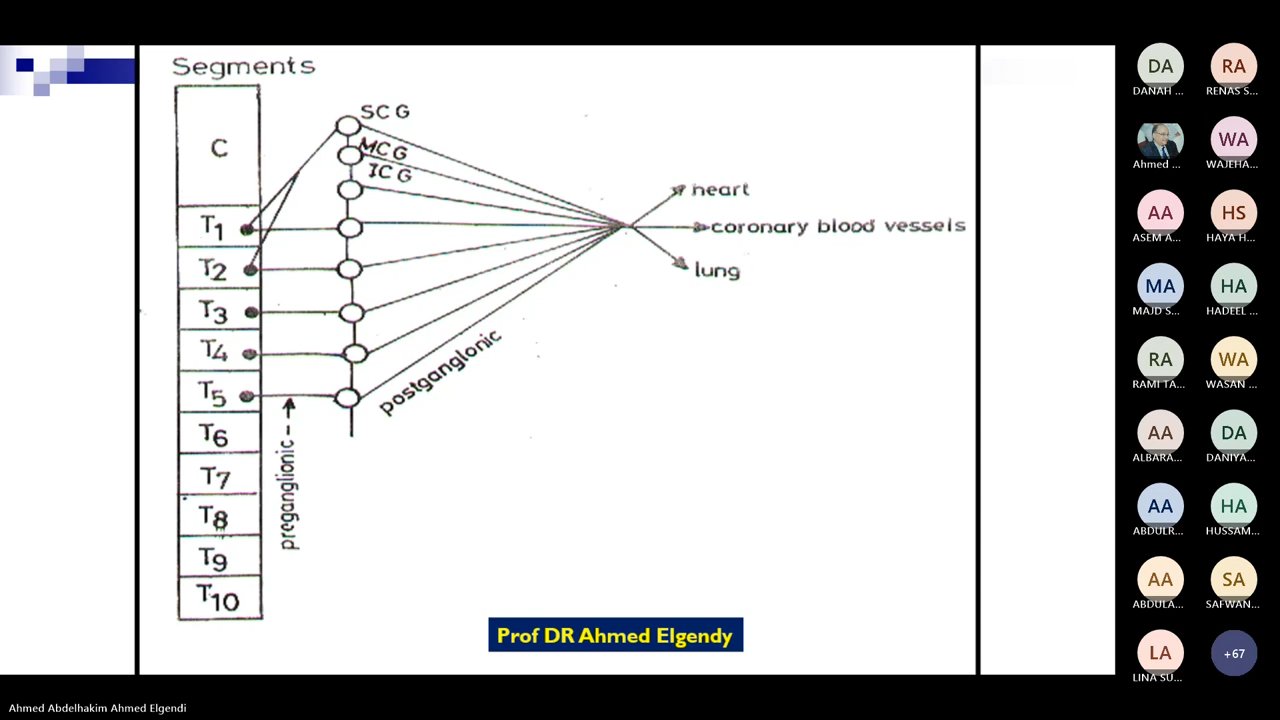 Segments
SCG
MCG
ICG
C
T1
T2
T3
T4
T5
T6
T7
T8
T9
T10
heart
coronary blood vessels
lung
postganglonic
preganglionic
Prof DR Ahmed Elgendy
DA
DANAH ...
RA
RENAS S...
Ahmed ...
WA
WAJEHA...
AA
ASEM A...
HS
HAYA H...
MA
MAJD S...
HA
HADEEL ...
RA
RAMI TA...
WA
WASAN ...
AA
ALBARA...
DA
DANIYA...
AA
ABDULR...
HA
HUSSAM...
AA
ABDULA...
SA
SAFWAN...
LA
LINA SU...
+67
Ahmed Abdelhakim Ahmed Elgendi